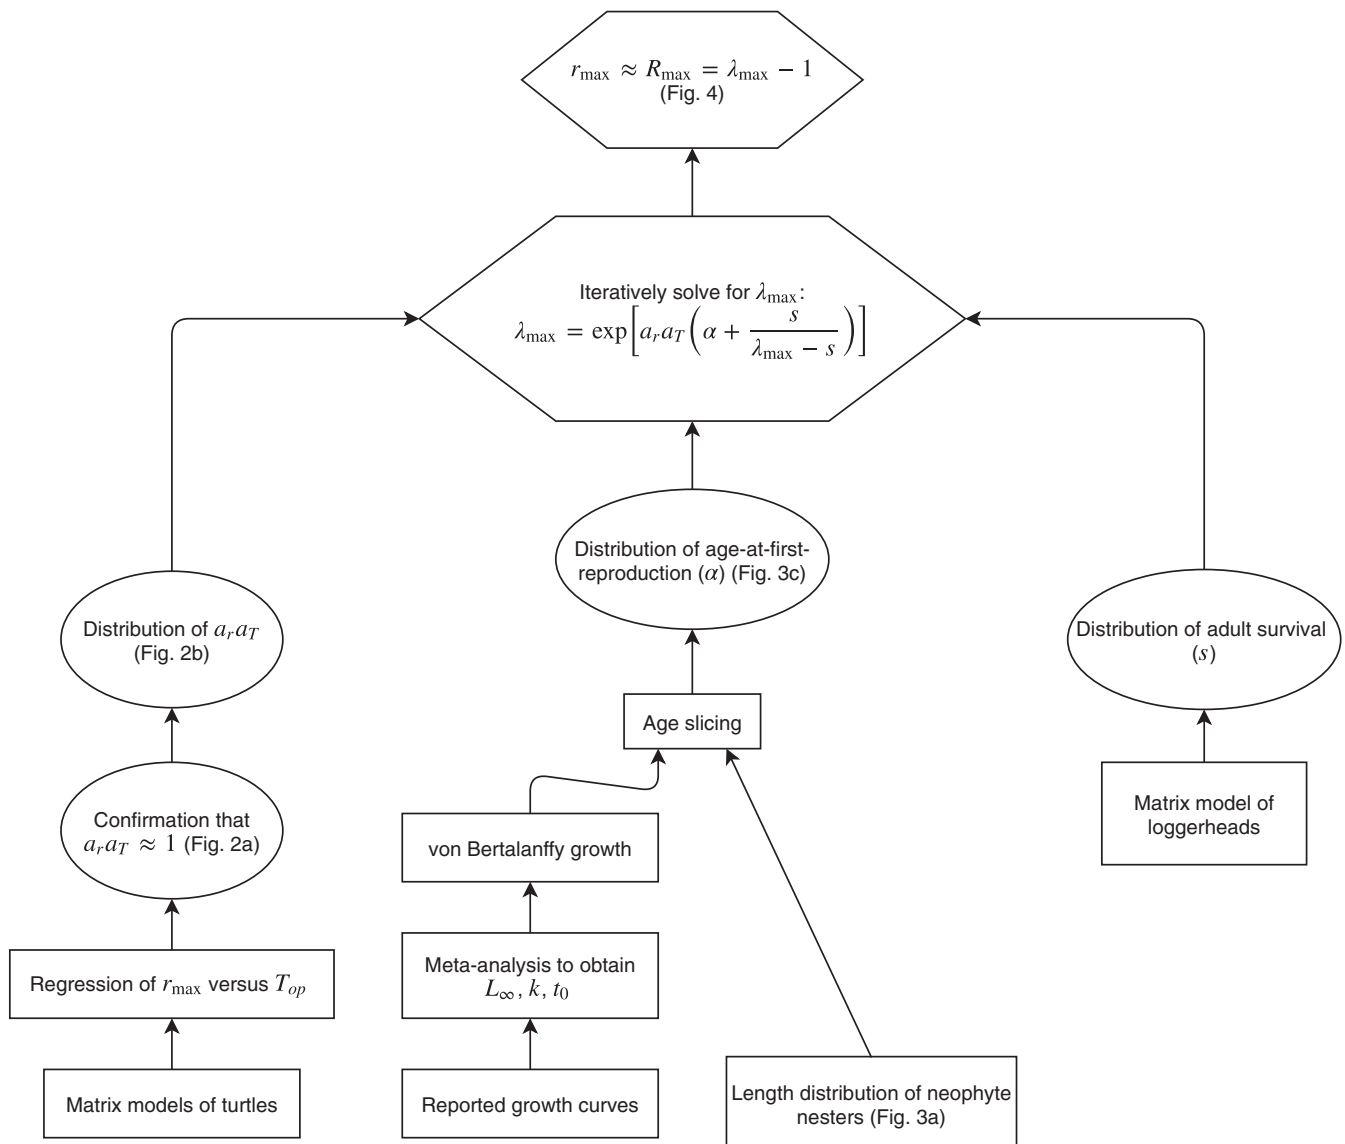 r_max ≈ R_max = λ_max − 1
(Fig. 4)
Iteratively solve for λ_max:
λ_max = exp[a_r a_T (α + s / (λ_max − s))]
Distribution of age-at-first-
reproduction (α) (Fig. 3c)
Distribution of a_r a_T
(Fig. 2b)
Distribution of adult survival
(s)
Age slicing
Confirmation that
a_r a_T ≈ 1 (Fig. 2a)
von Bertalanffy growth
Matrix model of
loggerheads
Regression of r_max versus T_op
Meta-analysis to obtain
L_∞, k, t_0
Matrix models of turtles
Reported growth curves
Length distribution of neophyte
nesters (Fig. 3a)